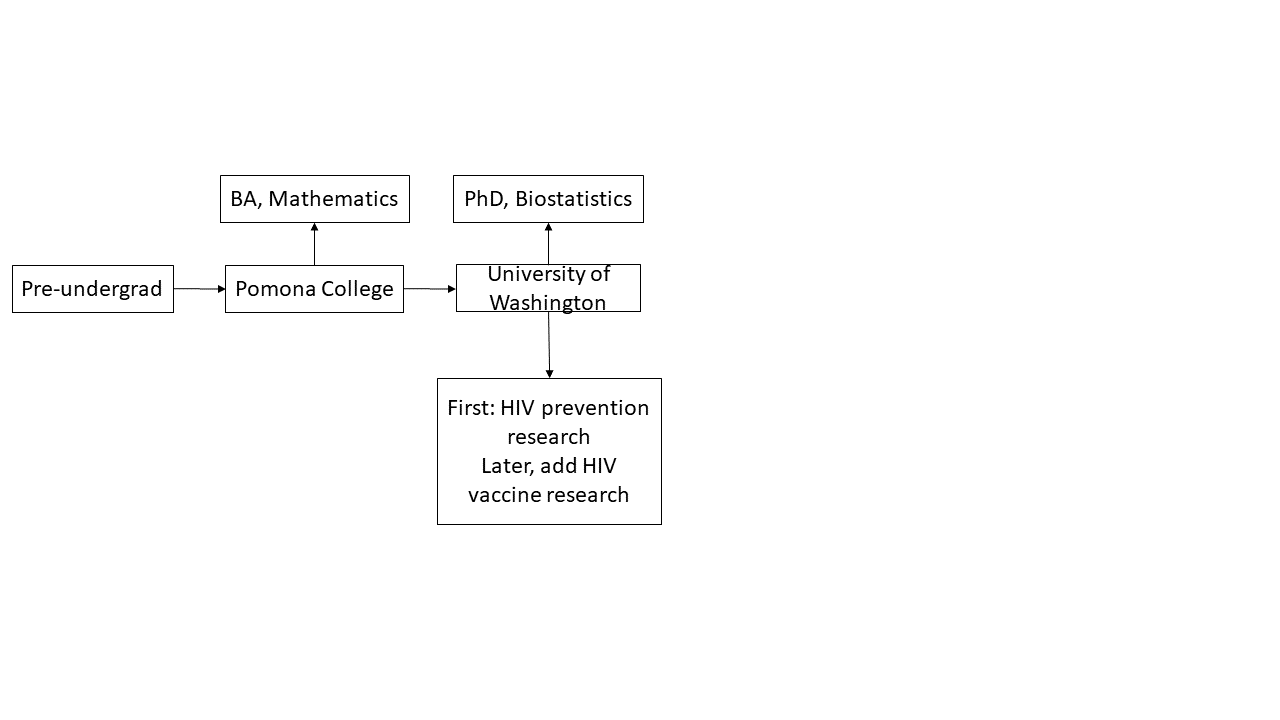 BA, Mathematics
PhD, Biostatistics
Pre-undergrad
Pomona College
University of
Washington
First: HIV prevention
research
Later, add HIV
vaccine research